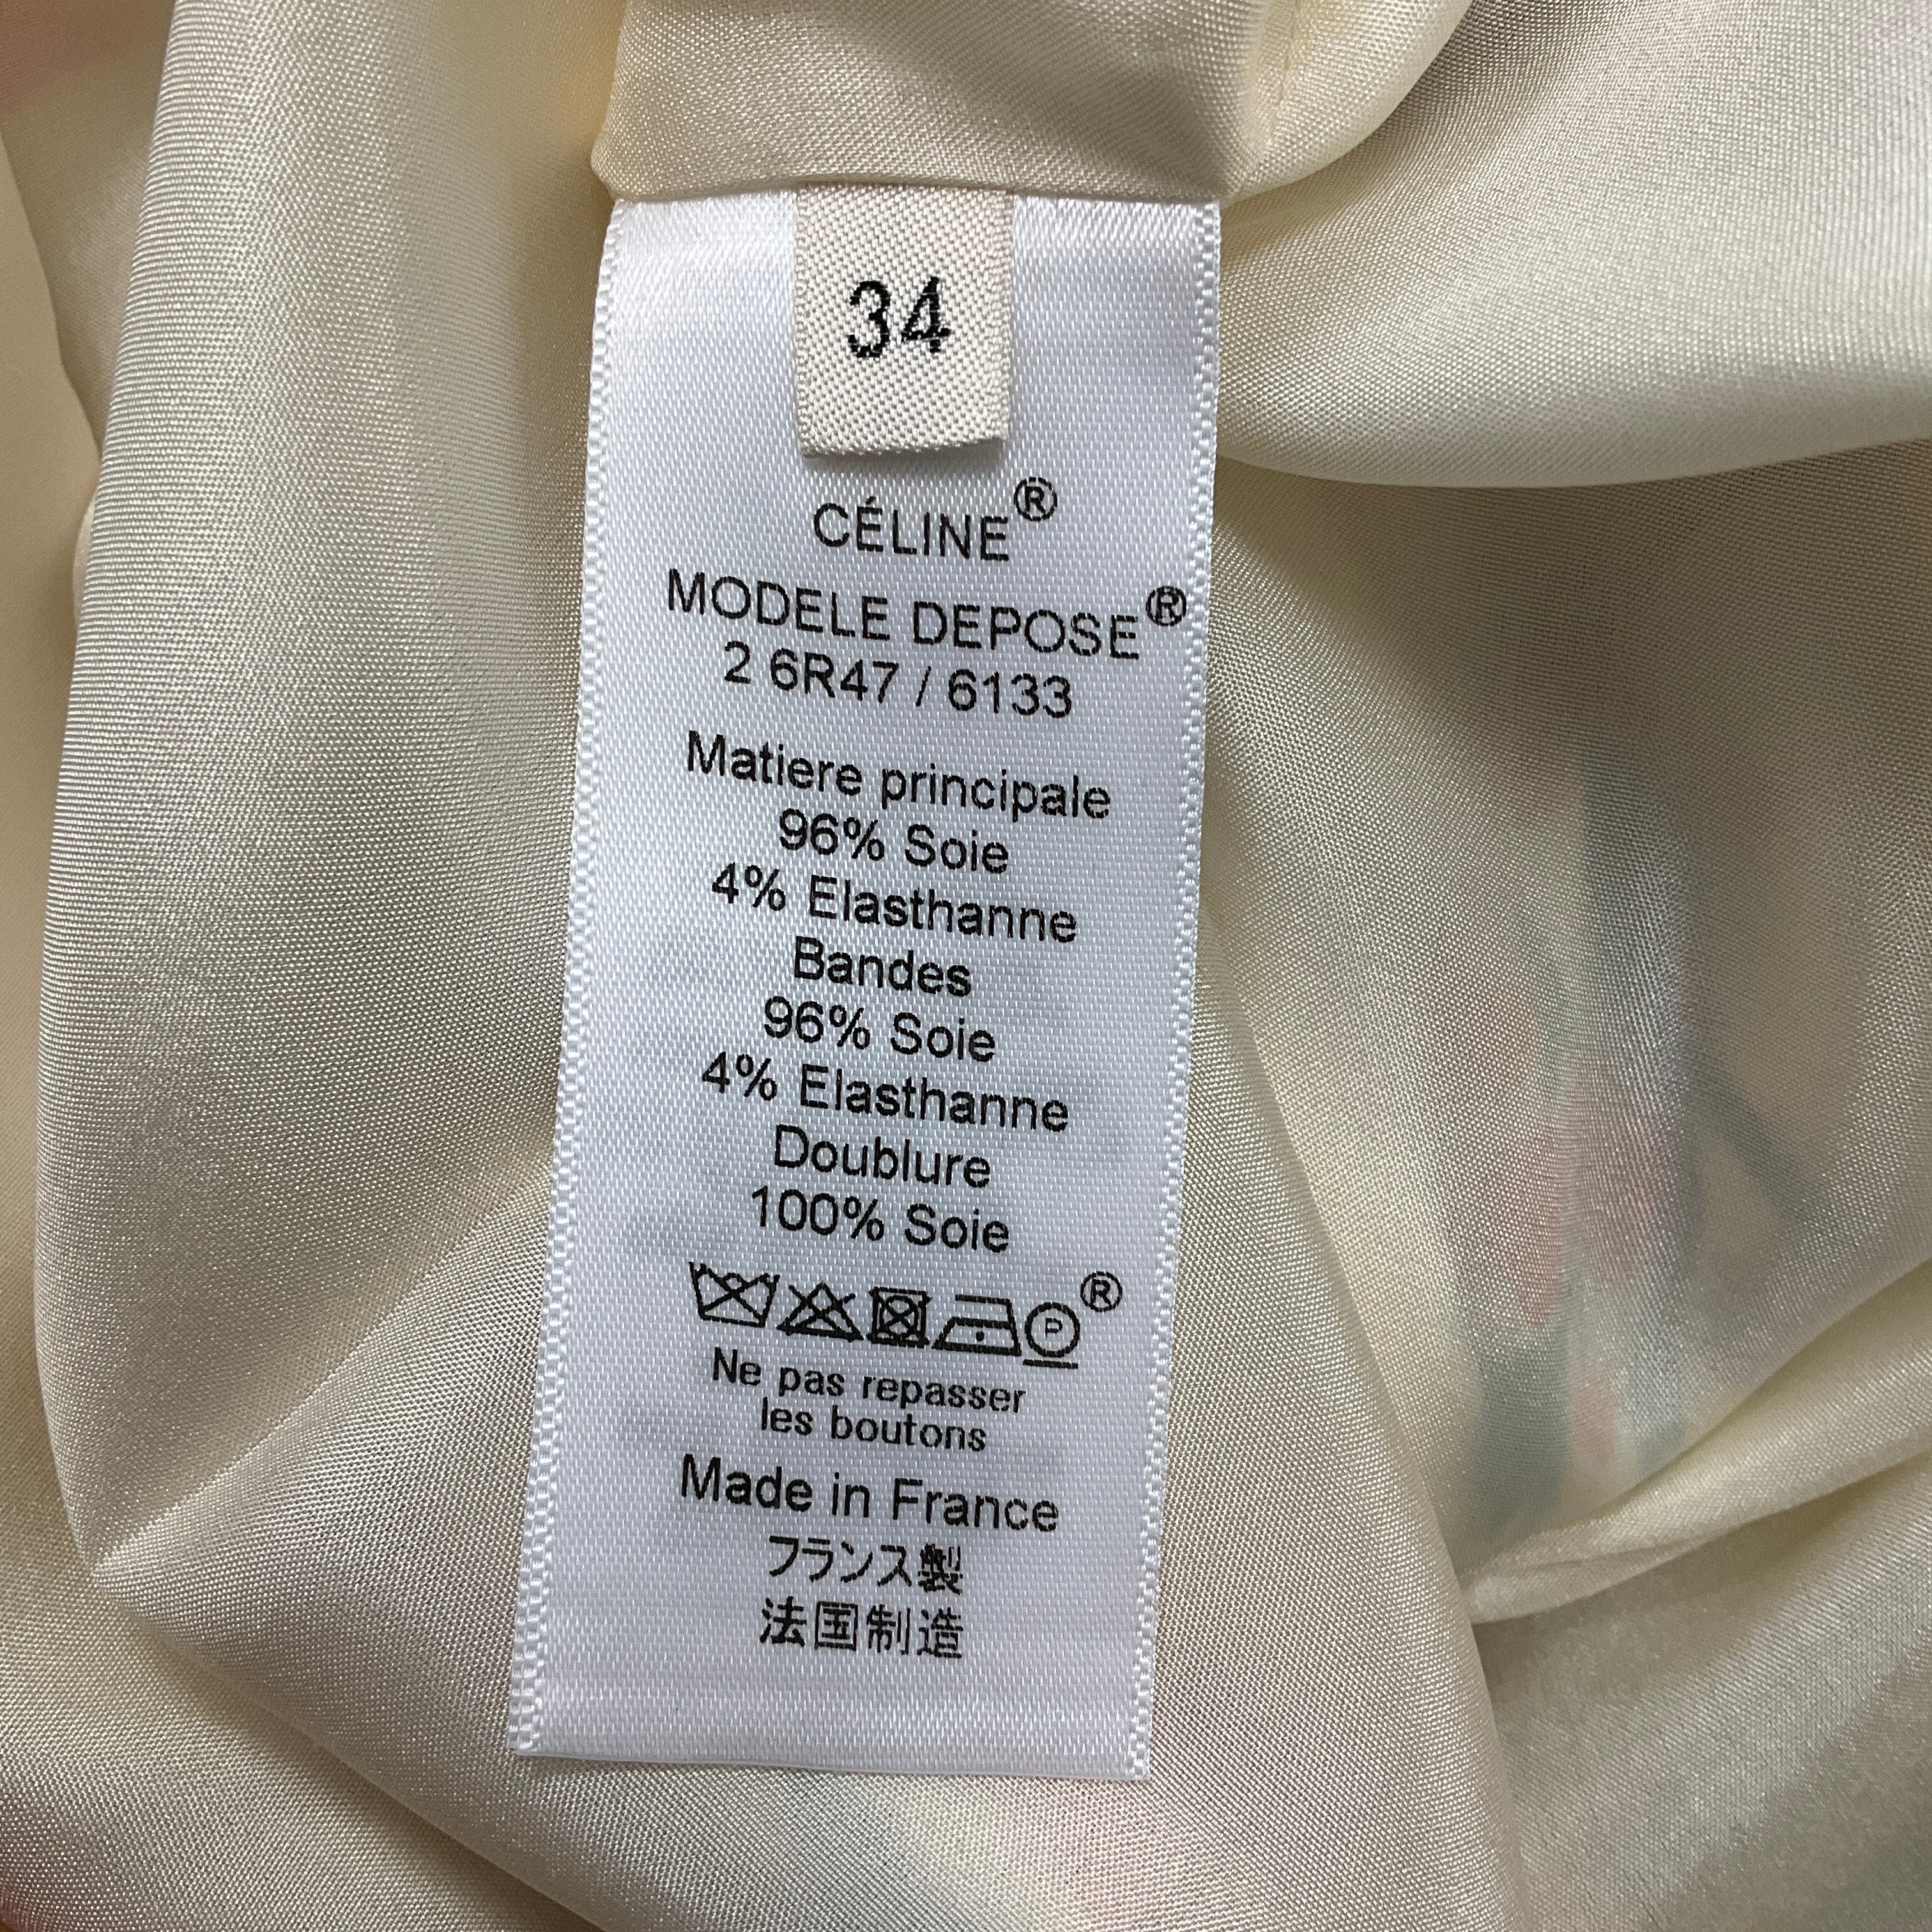 34
CÉLINE®
MODELE DEPOSE®
2 6R47 / 6133
Matiere principale
96% Soie
4% Elasthanne
Bandes
96% Soie
4% Elasthanne
Doublure
100% Soie
P ®
Ne pas repasser
les boutons
Made in France
フランス製
法国制造